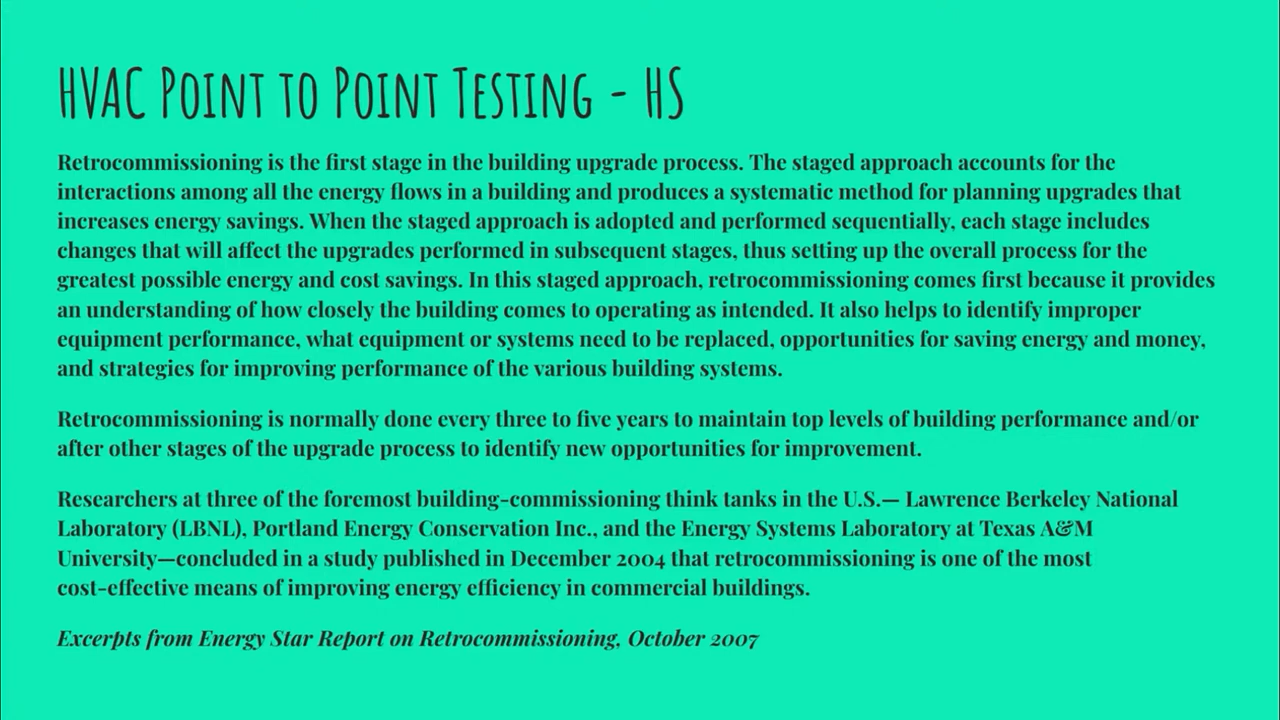 HVAC Point to Point Testing - HS
Retrocommissioning is the first stage in the building upgrade process. The staged approach accounts for the
interactions among all the energy flows in a building and produces a systematic method for planning upgrades that
increases energy savings. When the staged approach is adopted and performed sequentially, each stage includes
changes that will affect the upgrades performed in subsequent stages, thus setting up the overall process for the
greatest possible energy and cost savings. In this staged approach, retrocommissioning comes first because it provides
an understanding of how closely the building comes to operating as intended. It also helps to identify improper
equipment performance, what equipment or systems need to be replaced, opportunities for saving energy and money,
and strategies for improving performance of the various building systems.
Retrocommissioning is normally done every three to five years to maintain top levels of building performance and/or
after other stages of the upgrade process to identify new opportunities for improvement.
Researchers at three of the foremost building-commissioning think tanks in the U.S.— Lawrence Berkeley National
Laboratory (LBNL), Portland Energy Conservation Inc., and the Energy Systems Laboratory at Texas A&M
University—concluded in a study published in December 2004 that retrocommissioning is one of the most
cost-effective means of improving energy efficiency in commercial buildings.
Excerpts from Energy Star Report on Retrocommissioning, October 2007